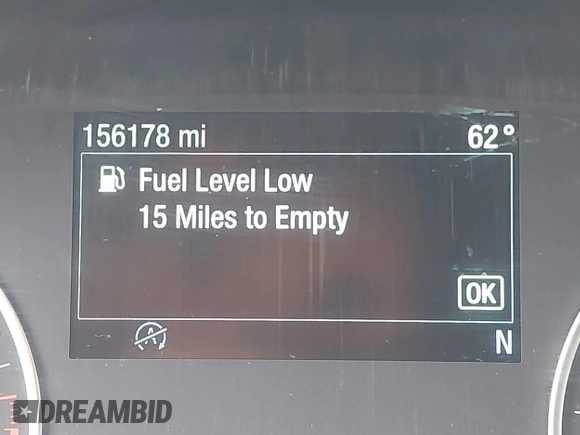 156178 mi 62°
Fuel Level Low
15 Miles to Empty
OK
A
N
DREAMBID